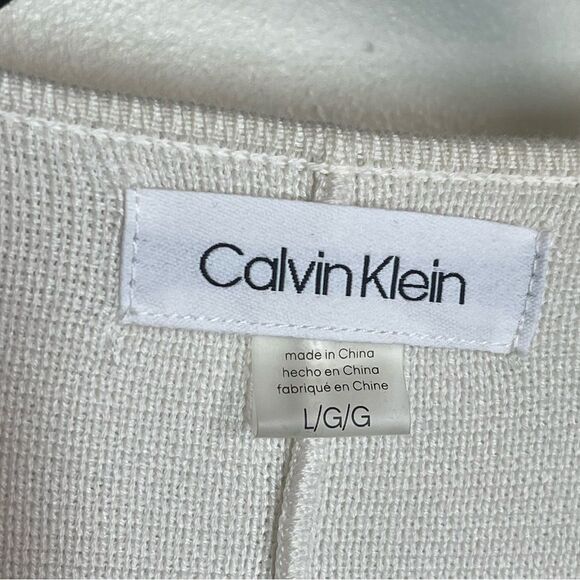 Calvin Klein
made in China
hecho en China
fabriqué en Chine
L/G/G